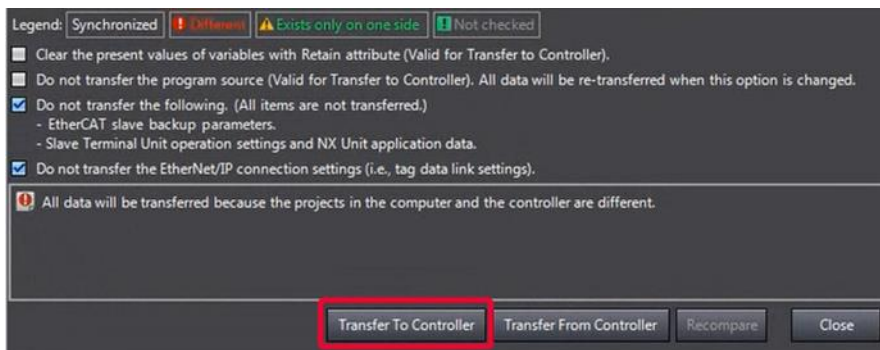 Legend: Synchronized Different Exists only on one side Not checked
Clear the present values of variables with Retain attribute (Valid for Transfer to Controller).
Do not transfer the program source (Valid for Transfer to Controller). All data will be re-transferred when this option is changed.
Do not transfer the following. (All items are not transferred.)
- EtherCAT slave backup parameters.
- Slave Terminal Unit operation settings and NX Unit application data.
Do not transfer the EtherNet/IP connection settings (i.e., tag data link settings).
All data will be transferred because the projects in the computer and the controller are different.
Transfer To Controller Transfer From Controller Recompare Close